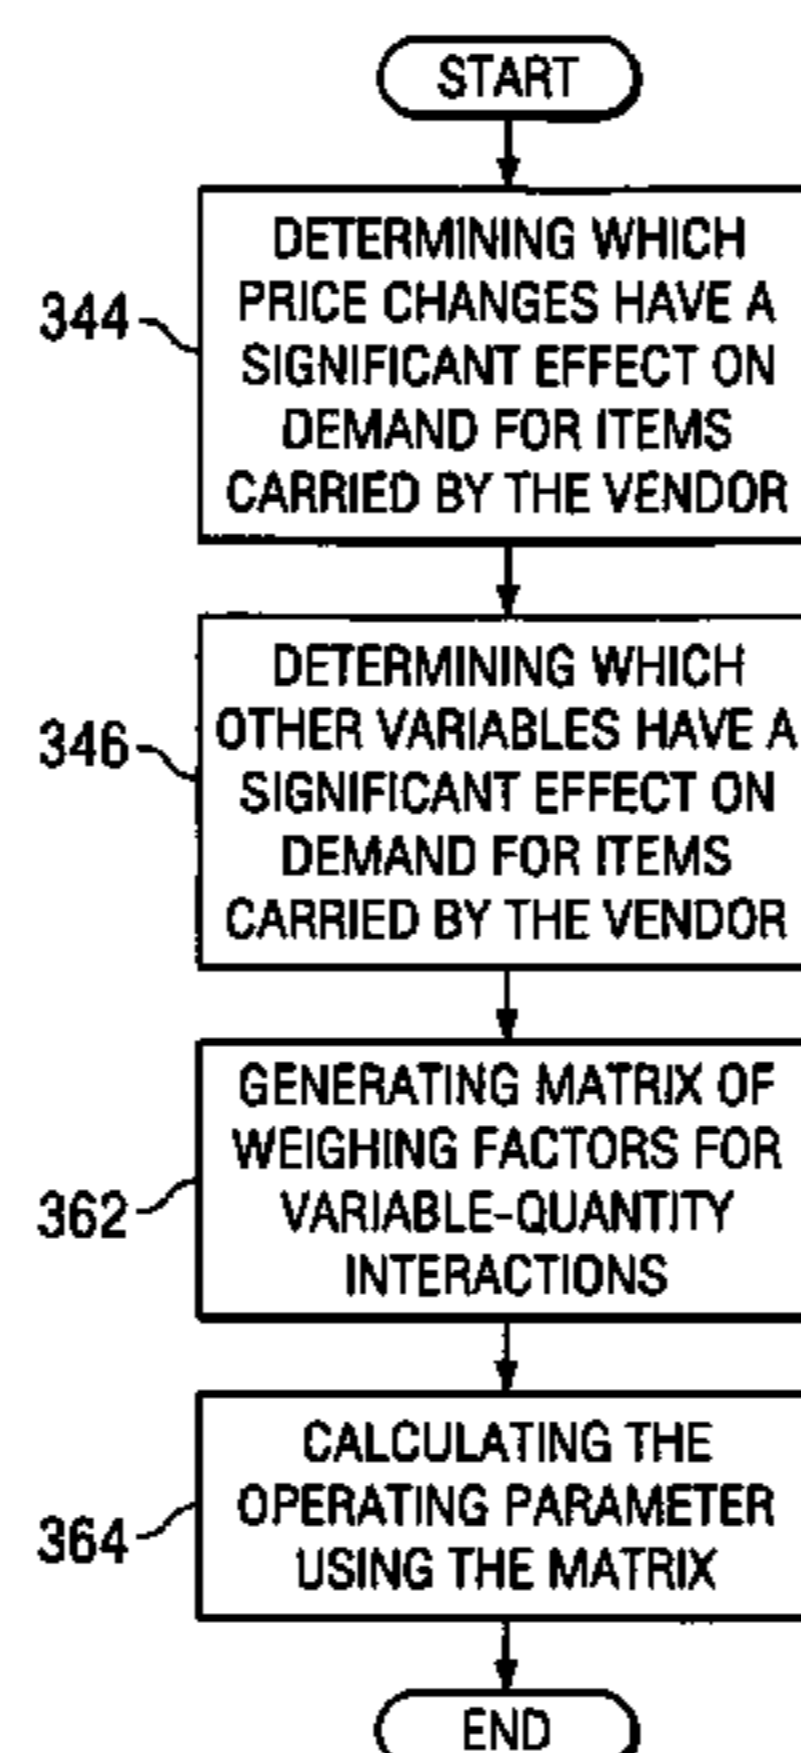 START
344
DETERMINING WHICH
PRICE CHANGES HAVE A
SIGNIFICANT EFFECT ON
DEMAND FOR ITEMS
CARRIED BY THE VENDOR
346
DETERMINING WHICH
OTHER VARIABLES HAVE A
SIGNIFICANT EFFECT ON
DEMAND FOR ITEMS
CARRIED BY THE VENDOR
362
GENERATING MATRIX OF
WEIGHING FACTORS FOR
VARIABLE-QUANTITY
INTERACTIONS
364
CALCULATING THE
OPERATING PARAMETER
USING THE MATRIX
END